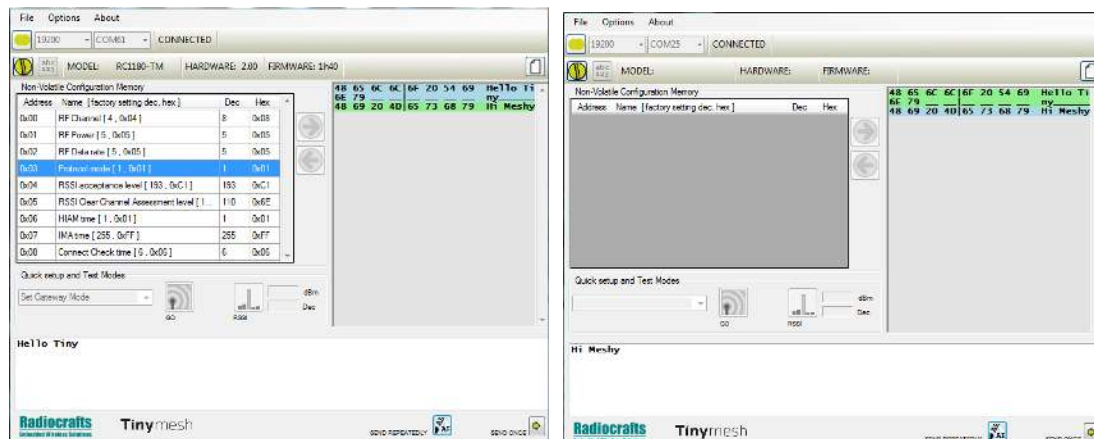 File Options About
19200 COM61 CONNECTED
MODEL: RC1180-TM HARDWARE: 2.00 FIRMWARE: 1h40
Non-Volatile Configuration Memory
Address Name [factory setting dec, hex] Dec Hex
0x00 RF Channel [ 4 , 0x04 ] 8 0x08
0x01 RF Power [ 5 , 0x05 ] 5 0x05
0x02 RF Data rate [ 5 , 0x05 ] 5 0x05
0x03 Protocol mode [ 1 , 0x01 ] 1 0x01
0x04 RSSI acceptance level [ 193 , 0xC1 ] 193 0xC1
0x05 RSSI Clear Channel Assessment level [ 1... 110 0x6E
0x06 HIAM time [ 1 , 0x01 ] 1 0x01
0x07 IMA time [ 255 , 0xFF ] 255 0xFF
0x08 Connect Check time [ 6 , 0x06 ] 6 0x06
48 65 6C 6C 6F 20 54 69 Hello Ti
6E 79 ny
48 69 20 4D 65 73 68 79 Hi Meshy
Quick setup and Test Modes
Set Gateway Mode
GO RSSI dBm Dec
Hello Tiny
Radiocrafts
Embedded Wireless Solutions
Tinymesh
SEND REPEATEDLY SEND ONCE
File Options About
19200 COM25 CONNECTED
MODEL: HARDWARE: FIRMWARE:
Non-Volatile Configuration Memory
Address Name [factory setting dec, hex] Dec Hex
48 65 6C 6C 6F 20 54 69 Hello Ti
6E 79 ny
48 69 20 4D 65 73 68 79 Hi Meshy
Quick setup and Test Modes
GO RSSI dBm Dec
Hi Meshy
Radiocrafts
Tinymesh